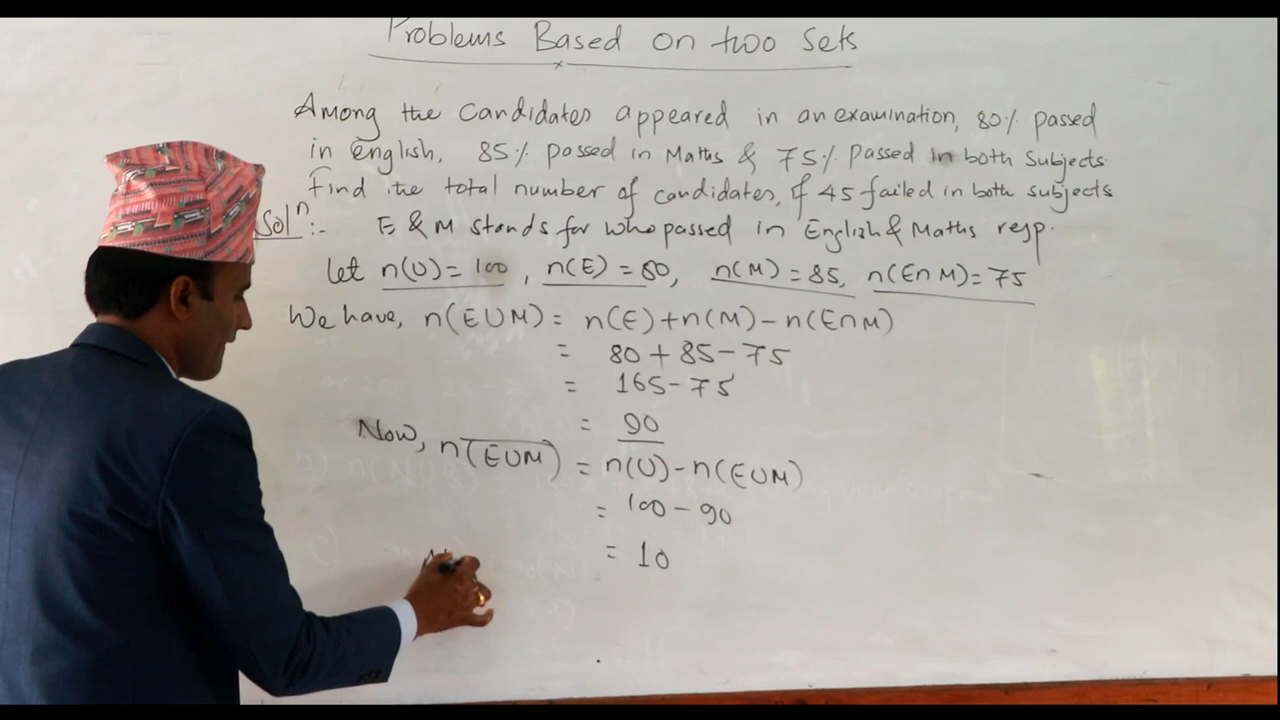 Problems Based on two Sets
Among the candidates appeared in an examination, 80% passed
in english, 85% passed in Maths & 75% passed in both subjects.
Find the total number of candidates, if 45 failed in both subjects
Solⁿ:- E & M stands for who passed in English & Maths resp.
let n(U) = 100, n(E) = 80, n(M) = 85, n(E∩M) = 75
We have, n(E∪M) = n(E) + n(M) - n(E∩M)
= 80 + 85 - 75
= 165 - 75
= 90
Now, n(\overline{E∪M}) = n(U) - n(E∪M)
= 100 - 90
= 10